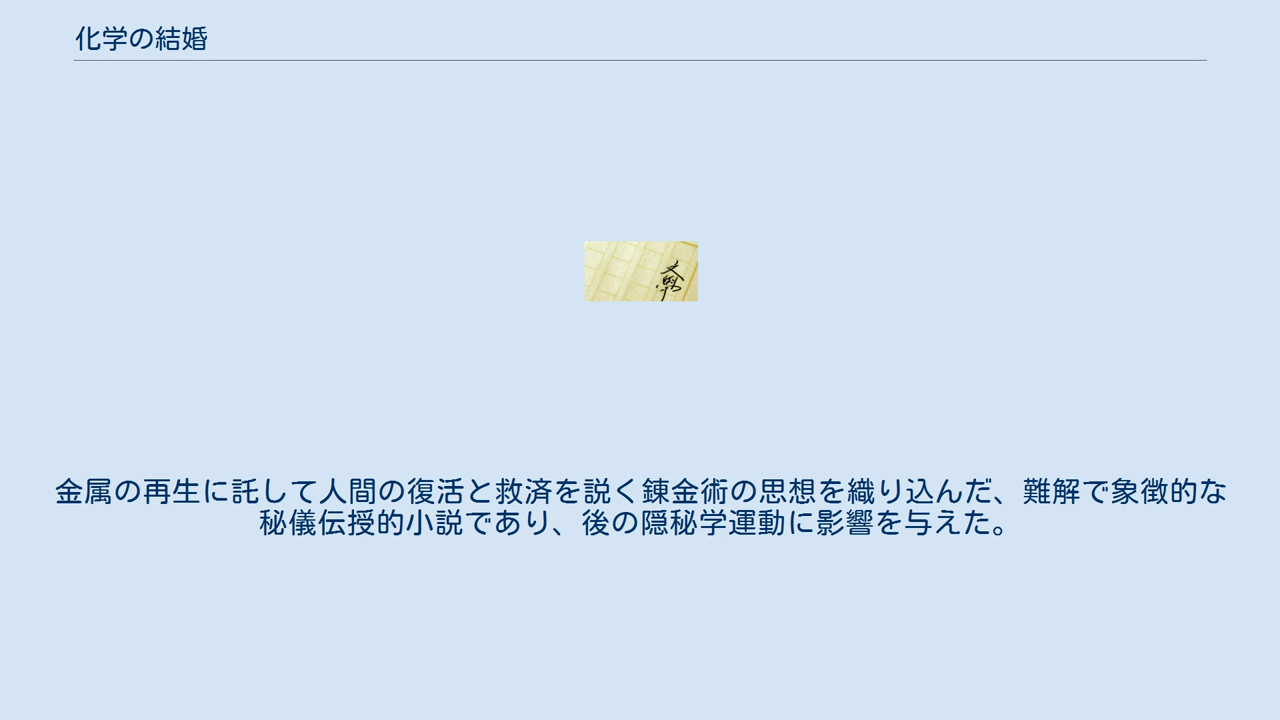 化学の結婚
金属の再生に託して人間の復活と救済を説く錬金術の思想を織り込んだ、難解で象徴的な
秘儀伝授的小説であり、後の隠秘学運動に影響を与えた。